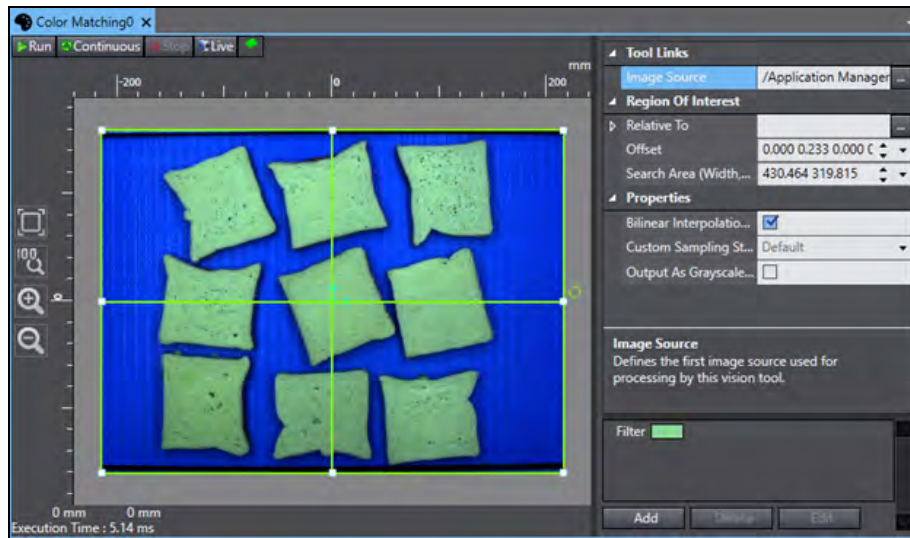 Color Matching0
Run Continuous Stop Live
mm
-200 0 200
0
100
0 mm 0 mm
Execution Time : 5.14 ms
Tool Links
Image Source /Application Manager ...
Region Of Interest
Relative To ...
Offset 0.000 0.233 0.000 0
Search Area (Width,... 430.464 319.815
Properties
Bilinear Interpolatio...
Custom Sampling St... Default
Output As Grayscale...
Image Source
Defines the first image source used for
processing by this vision tool.
Filter
Add Delete Edit